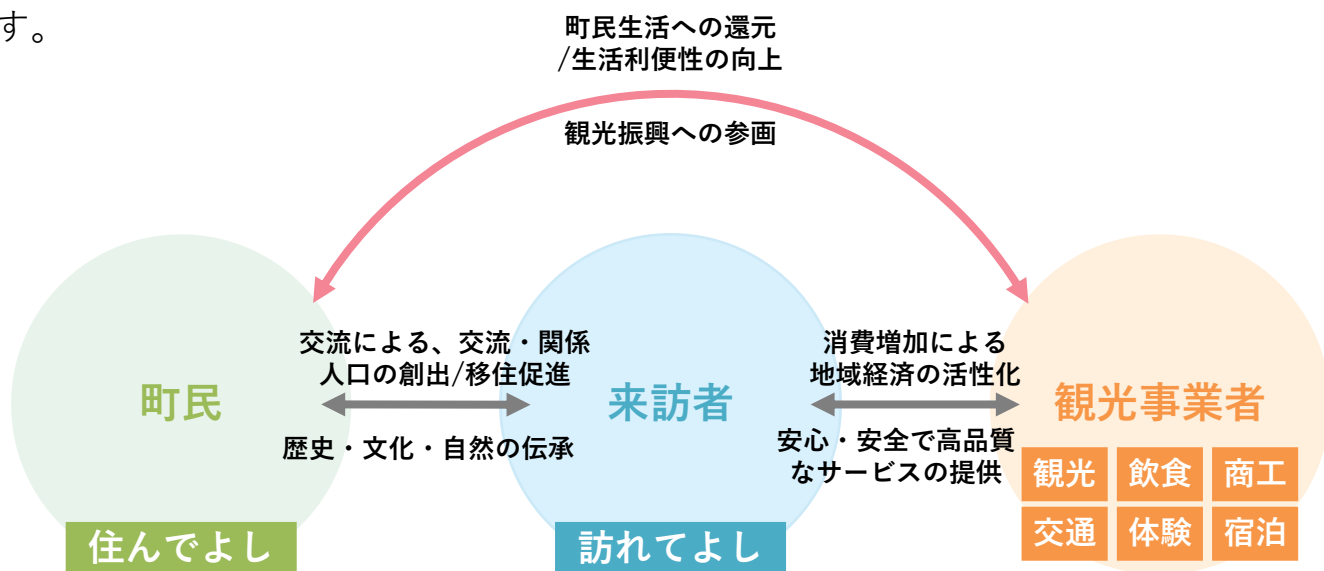 す。
町民生活への還元
/生活利便性の向上
観光振興への参画
交流による、交流・関係
人口の創出/移住促進
歴史・文化・自然の伝承
消費増加による
地域経済の活性化
安心・安全で高品質
なサービスの提供
町民
来訪者
観光事業者
観光 飲食 商工
交通 体験 宿泊
住んでよし
訪れてよし